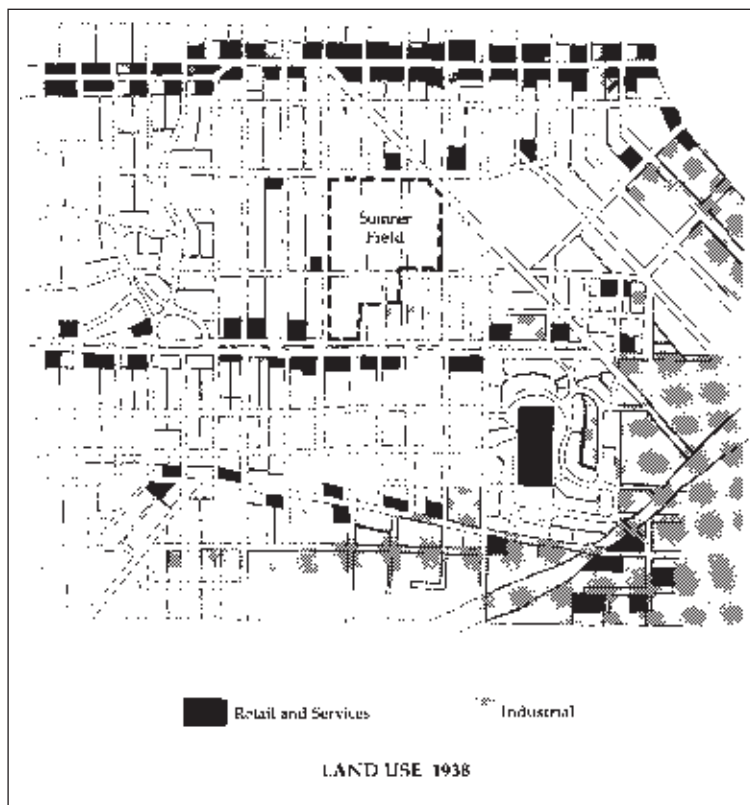 Sumner
Field
Retail and Services
Industrial
LAND USE 1938